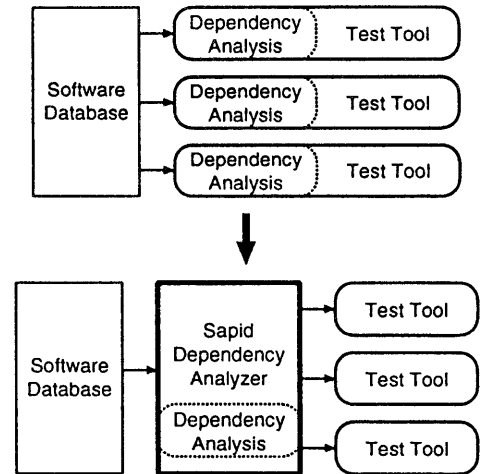 Dependency
Analysis
Test Tool
Software
Database
Dependency
Analysis
Test Tool
Dependency
Analysis
Test Tool
Software
Database
Sapid
Dependency
Analyzer
Dependency
Analysis
Test Tool
Test Tool
Test Tool